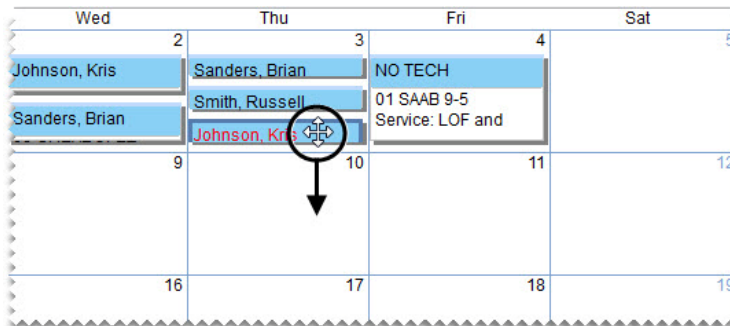 Wed Thu Fri Sat
2 3 4 5
Johnson, Kris Sanders, Brian NO TECH
Smith, Russell 01 SAAB 9-5
Sanders, Brian Service: LOF and
Johnson, Kris
9 10 11 12
16 17 18 19